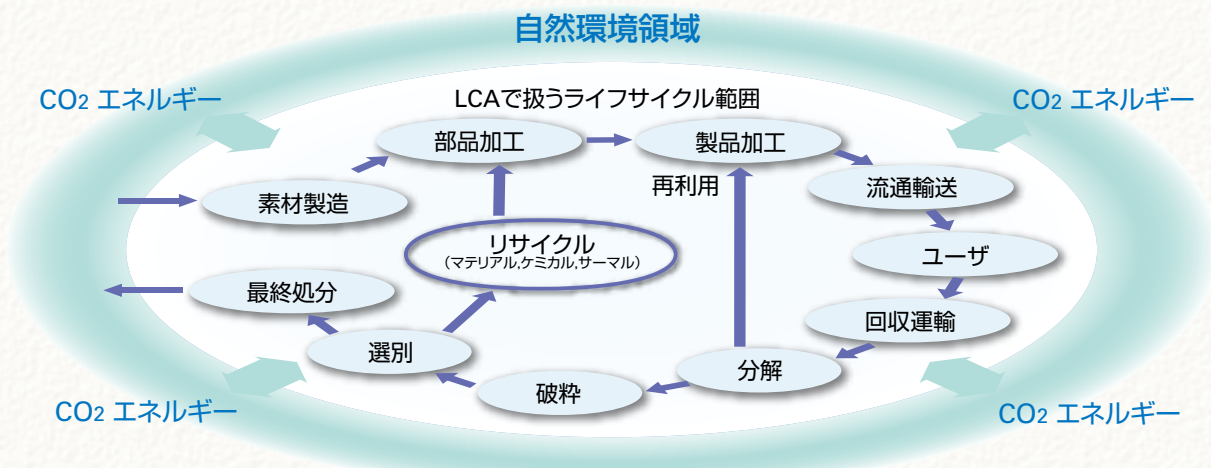 自然環境領域
CO2 エネルギー
CO2 エネルギー
LCAで扱うライフサイクル範囲
部品加工
製品加工
再利用
流通輸送
素材製造
リサイクル
(マテリアル,ケミカル,サーマル)
ユーザ
最終処分
回収運輸
選別
分解
破粋
CO2 エネルギー
CO2 エネルギー